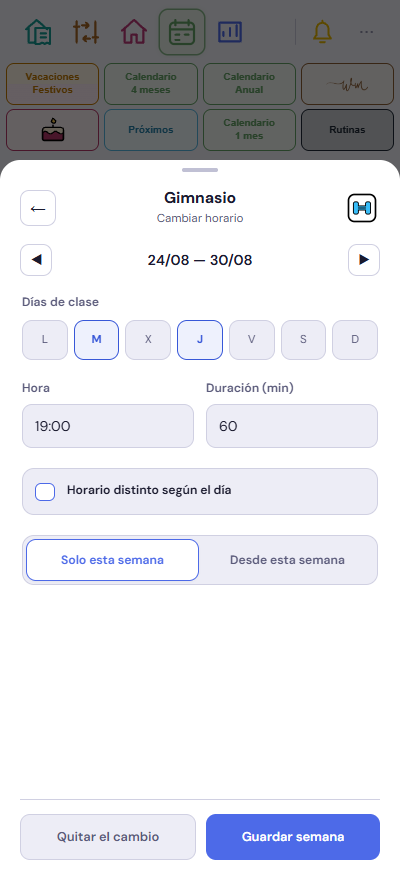 Vacaciones
Festivos
Calendario
4 meses
Calendario
Anual
Próximos
Calendario
1 mes
Rutinas
Gimnasio
Cambiar horario
24/08 — 30/08
Días de clase
L
M
X
J
V
S
D
Hora
Duración (min)
19:00
60
Horario distinto según el día
Solo esta semana
Desde esta semana
Quitar el cambio
Guardar semana